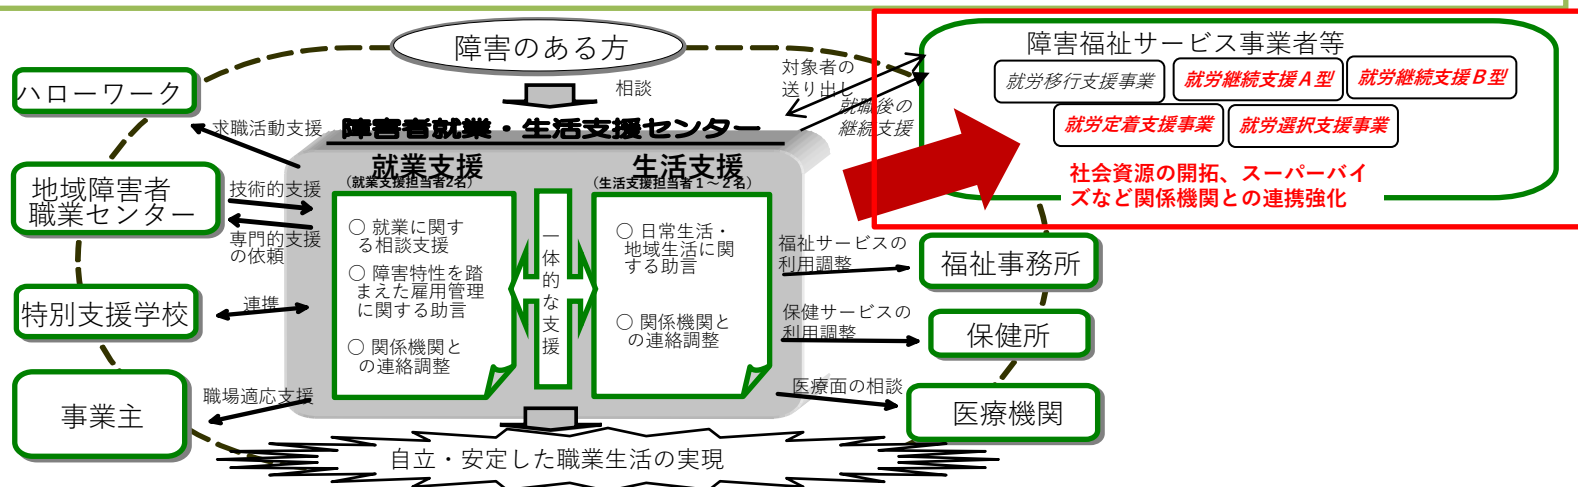 障害のある方
相談
障害者就業・生活支援センター
就業支援
（就業支援担当者2名）
〇 就業に関す
る相談支援
〇 障害特性を踏
まえた雇用管理
に関する助言
〇 関係機関と
の連絡調整
一体的な支援
生活支援
（生活支援担当者１～２名）
〇 日常生活・
地域生活に関
する助言
〇 関係機関と
の連絡調整
自立・安定した職業生活の実現
ハローワーク
求職活動支援
地域障害者
職業センター
技術的支援
専門的支援
の依頼
特別支援学校
連携
事業主
職場適応支援
対象者の
送り出し
就職後の
継続支援
障害福祉サービス事業者等
就労移行支援事業
就労継続支援Ａ型
就労継続支援Ｂ型
就労定着支援事業
就労選択支援事業
社会資源の開拓、スーパーバイ
ズなど関係機関との連携強化
福祉サービスの
利用調整
福祉事務所
保健サービスの
利用調整
保健所
医療面の相談
医療機関